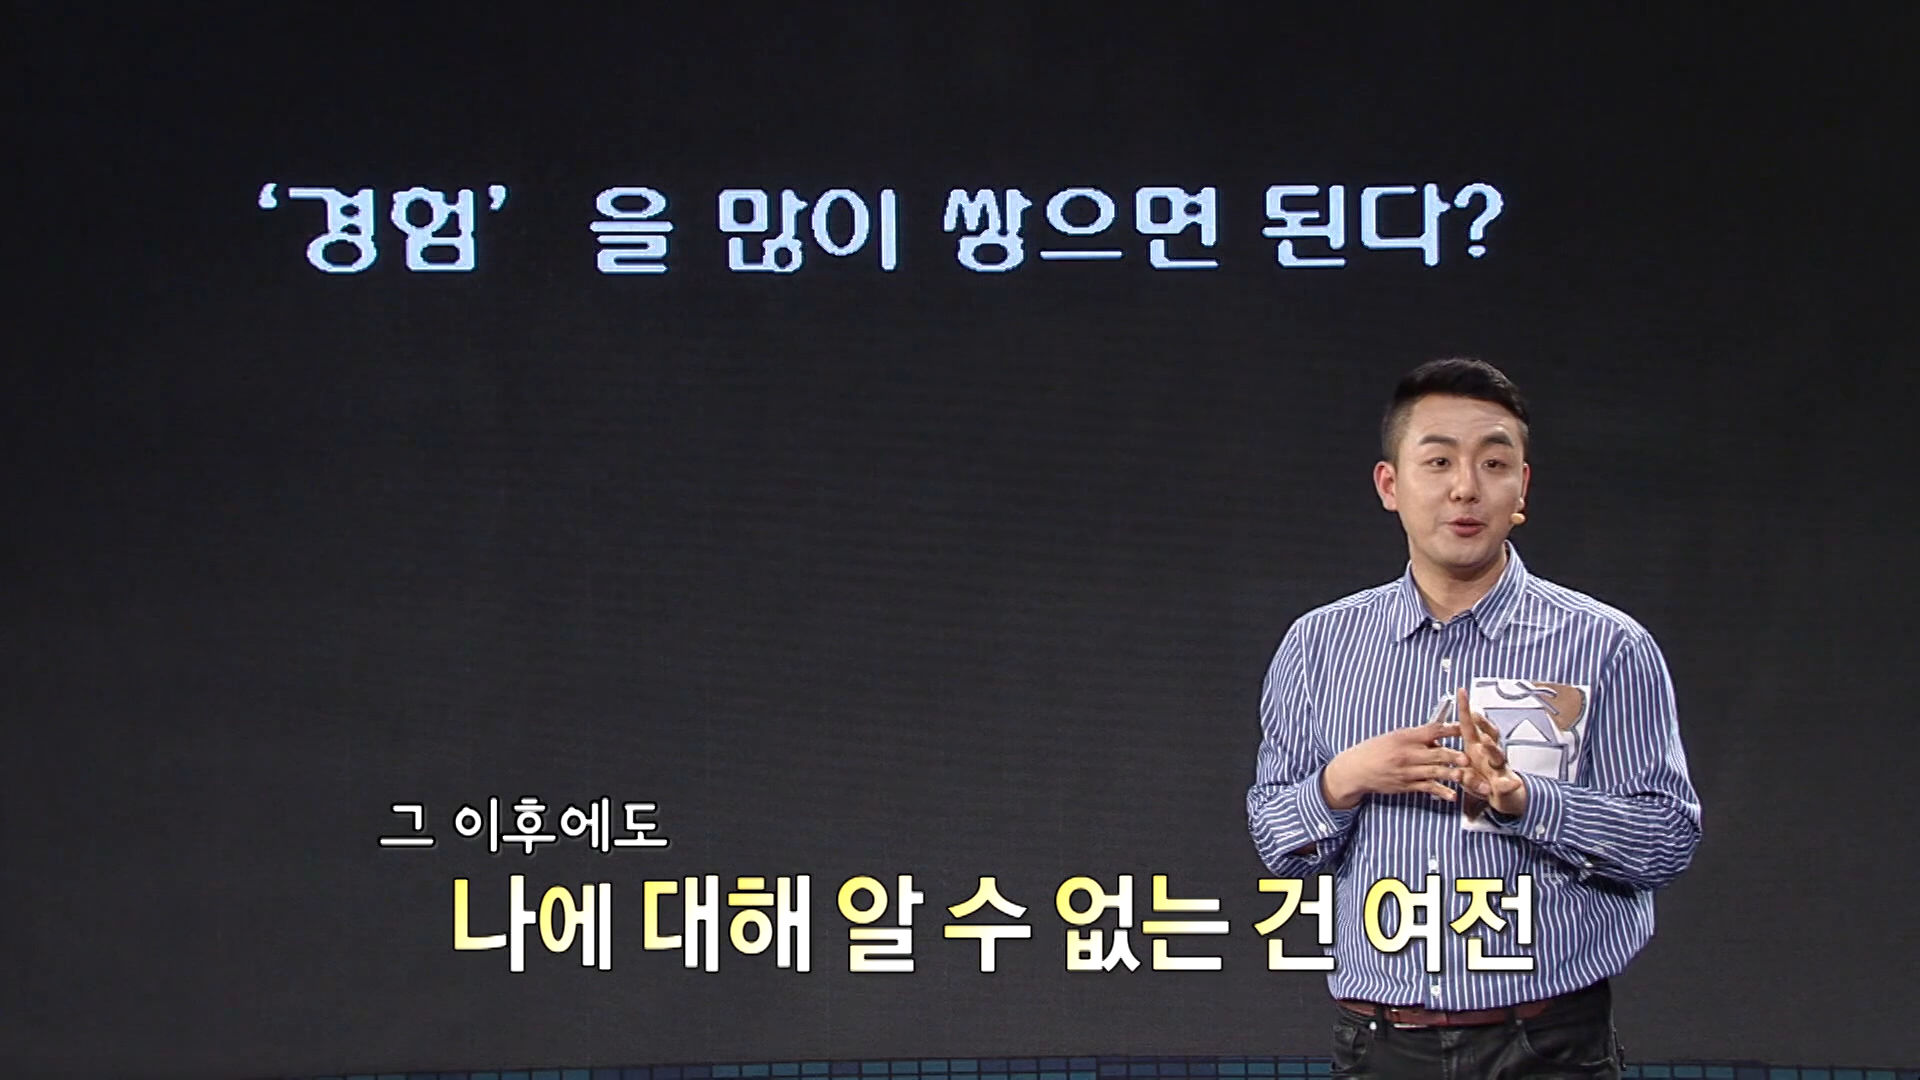 ‘경험’ 을 많이 쌓으면 된다?
그 이후에도
나에 대해 알 수 없는 건 여전